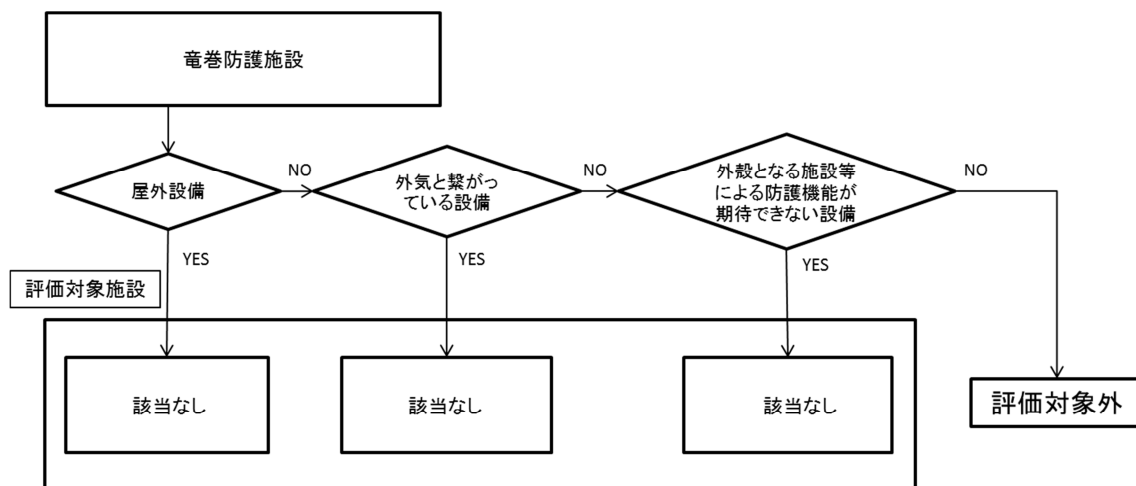 竜巻防護施設
屋外設備
NO
外気と繋がっ
ている設備
NO
外殻となる施設等
による防護機能が
期待できない設備
NO
YES
YES
YES
評価対象施設
該当なし
該当なし
該当なし
評価対象外